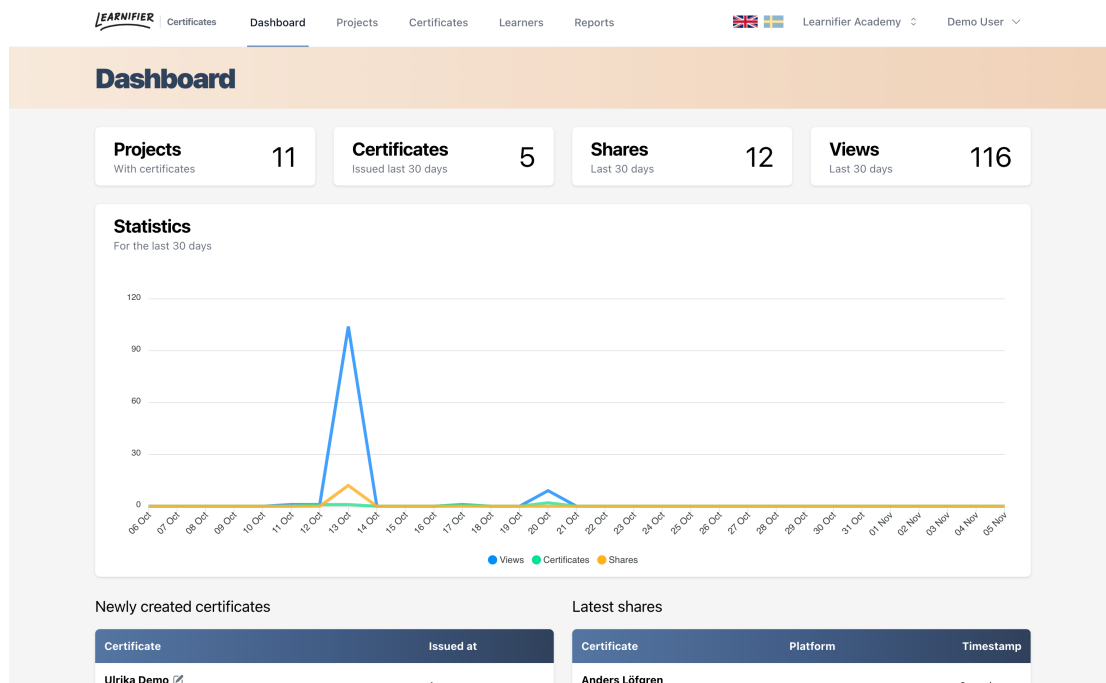 LEARNIFIER Certificates Dashboard Projects Certificates Learners Reports Learnifier Academy Demo User
Dashboard
Projects
With certificates
11
Certificates
Issued last 30 days
5
Shares
Last 30 days
12
Views
Last 30 days
116
Statistics
For the last 30 days
120
90
60
30
0
06 Oct 07 Oct 08 Oct 09 Oct 10 Oct 11 Oct 12 Oct 13 Oct 14 Oct 15 Oct 16 Oct 17 Oct 18 Oct 19 Oct 20 Oct 21 Oct 22 Oct 23 Oct 24 Oct 25 Oct 26 Oct 27 Oct 28 Oct 29 Oct 30 Oct 31 Oct 01 Nov 02 Nov 03 Nov 04 Nov 05 Nov
Views Certificates Shares
Newly created certificates
Certificate Issued at
Ulrika Demo
Latest shares
Certificate Platform Timestamp
Anders Löfgren